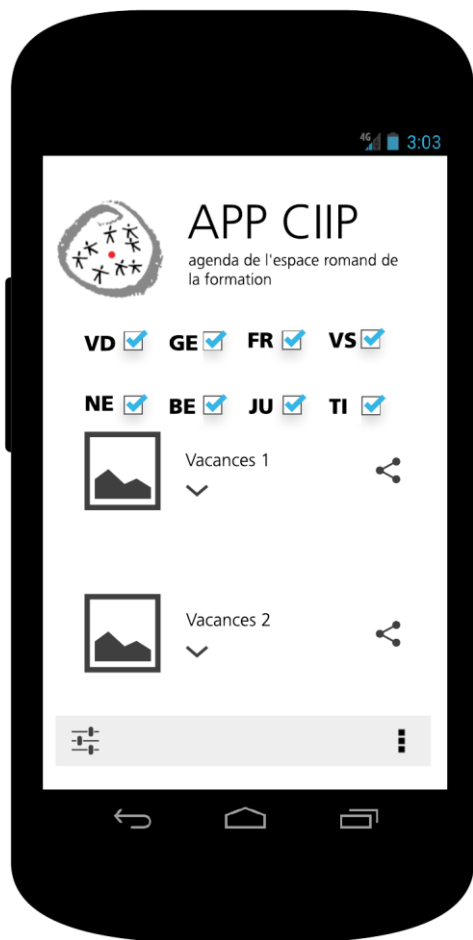 4G 3:03
APP CIIP
agenda de l'espace romand de
la formation
VD GE FR VS
NE BE JU TI
Vacances 1
Vacances 2